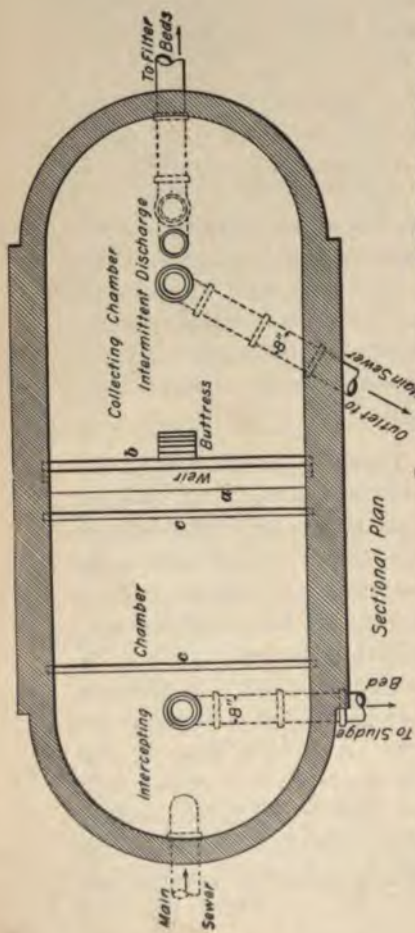 To Filter
Beds
Collecting Chamber
Intermittent Discharge
8"
Outlet to
Main Sewer
Buttress
b
Weir
a
c
Chamber
c
Intercepting
8"
To Sludge
Bed
Main
Sewer
Sectional Plan